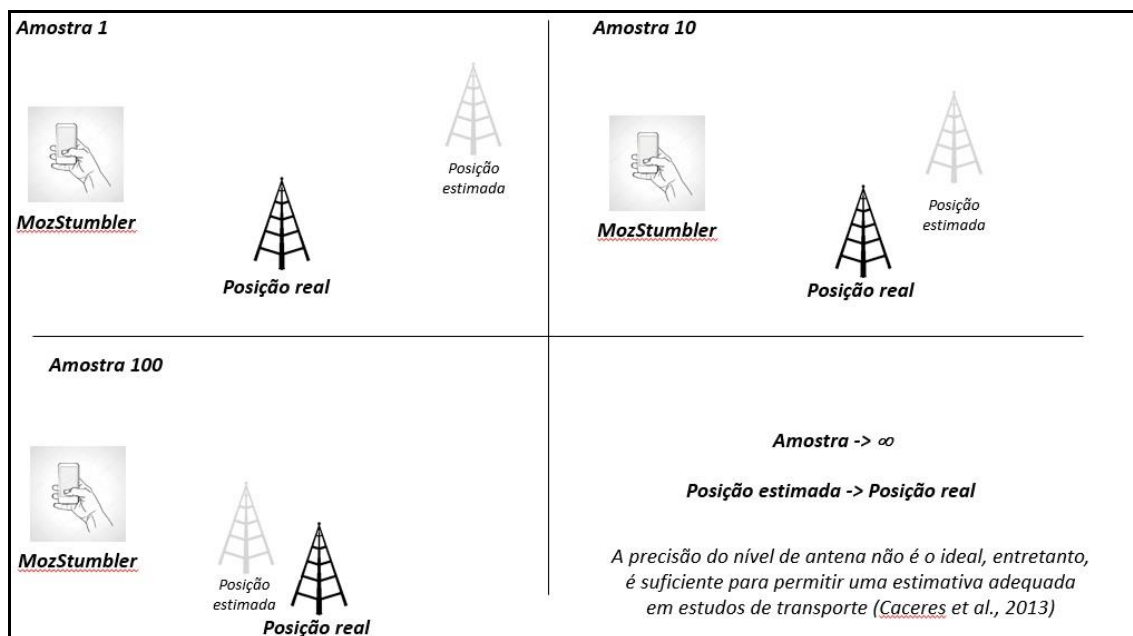 Amostra 1
Posição
estimada
MozStumbler
Posição real
Amostra 10
Posição
estimada
MozStumbler
Posição real
Amostra 100
MozStumbler
Posição
estimada
Posição real
Amostra -> ∞
Posição estimada -> Posição real
A precisão do nível de antena não é o ideal, entretanto,
é suficiente para permitir uma estimativa adequada
em estudos de transporte (Caceres et al., 2013)